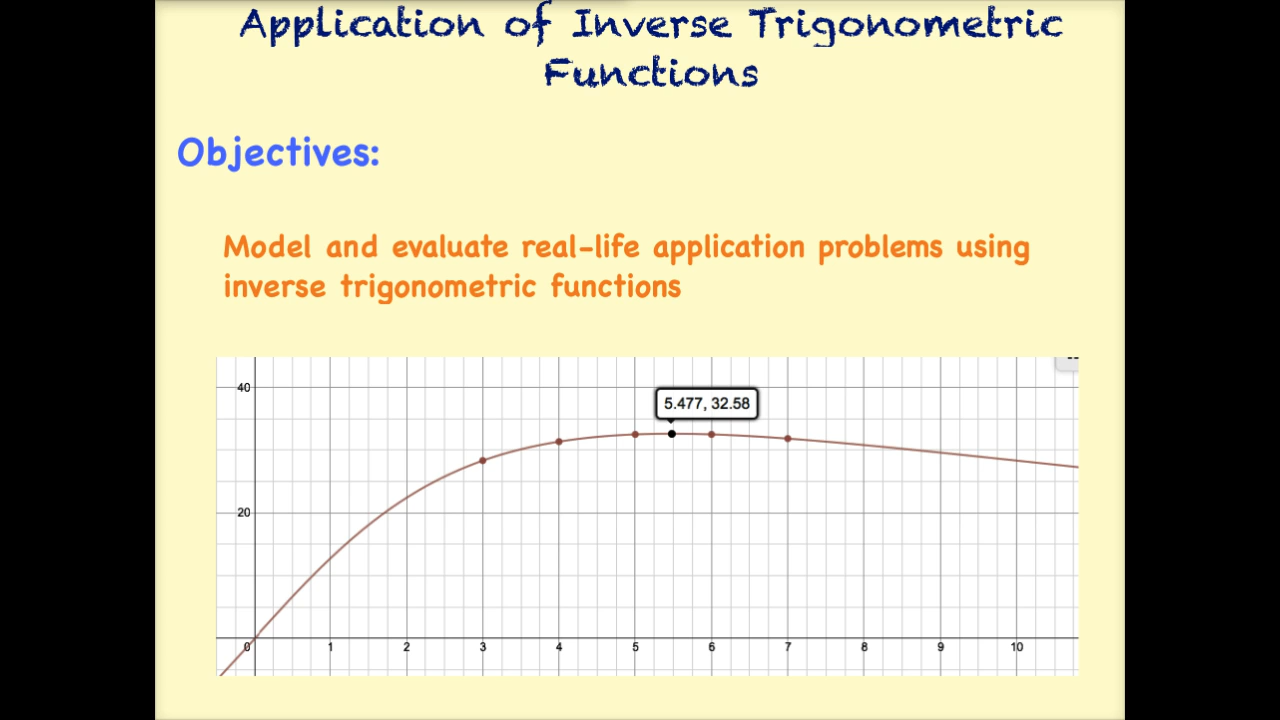 Application of Inverse Trigonometric
Functions
Objectives:
Model and evaluate real-life application problems using
inverse trigonometric functions
40
5.477, 32.58
20
0 1 2 3 4 5 6 7 8 9 10